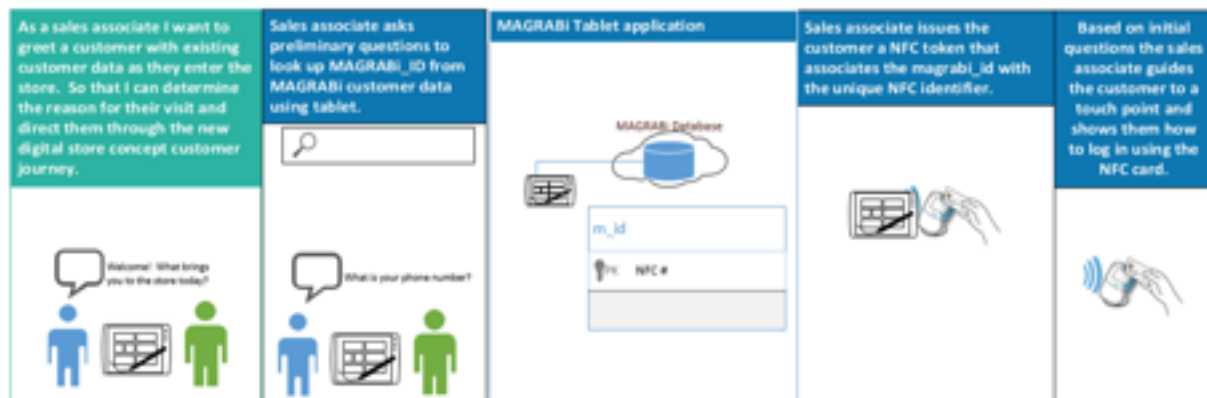 As a sales associate I want to
greet a customer with existing
customer data as they enter the
store. So that I can determine
the reason for their visit and
direct them through the new
digital store concept customer
journey.
Welcome! What brings
you to the store today?
Sales associate asks
preliminary questions to
look up MAGRABi_ID from
MAGRABi customer data
using tablet.
What is your phone number?
MAGRABi Tablet application
MAGRABi Database
m_id
PK NFC #
Sales associate issues the
customer a NFC token that
associates the magrabi_id with
the unique NFC identifier.
Based on initial
questions the sales
associate guides
the customer to a
touch point and
shows them how
to log in using the
NFC card.